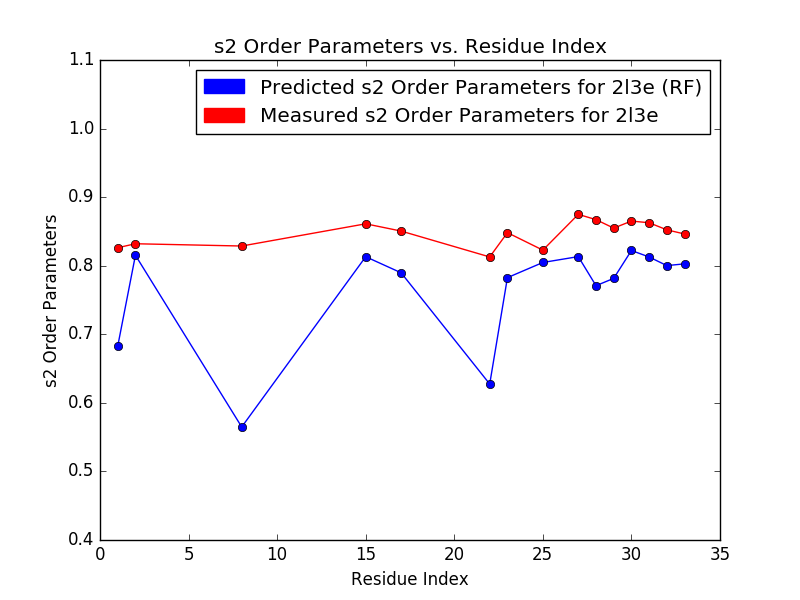 s2 Order Parameters vs. Residue Index
Predicted s2 Order Parameters for 2l3e (RF)
Measured s2 Order Parameters for 2l3e
s2 Order Parameters
1.1
1.0
0.9
0.8
0.7
0.6
0.5
0.4
0 5 10 15 20 25 30 35
Residue Index